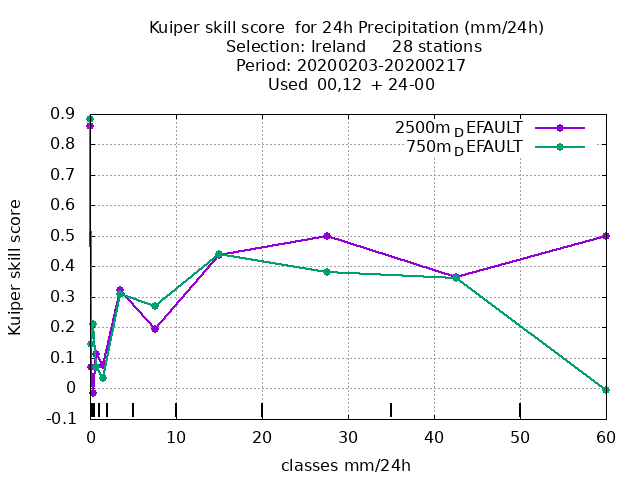 Kuiper skill score  for 24h Precipitation (mm/24h)
Selection: Ireland     28 stations
Period: 20200203-20200217
Used  00,12  + 24-00
2500m_DEFAULT
750m_DEFAULT
0.9
0.8
0.7
0.6
0.5
0.4
0.3
0.2
0.1
0
-0.1
Kuiper skill score
0 10 20 30 40 50 60
classes mm/24h